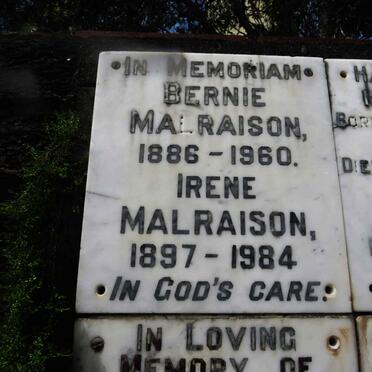 In Memoriam
Bernie
Malraison,
1886 - 1960.
Irene
Malraison,
1897 - 1984
In God's care.
In Loving
Memory of